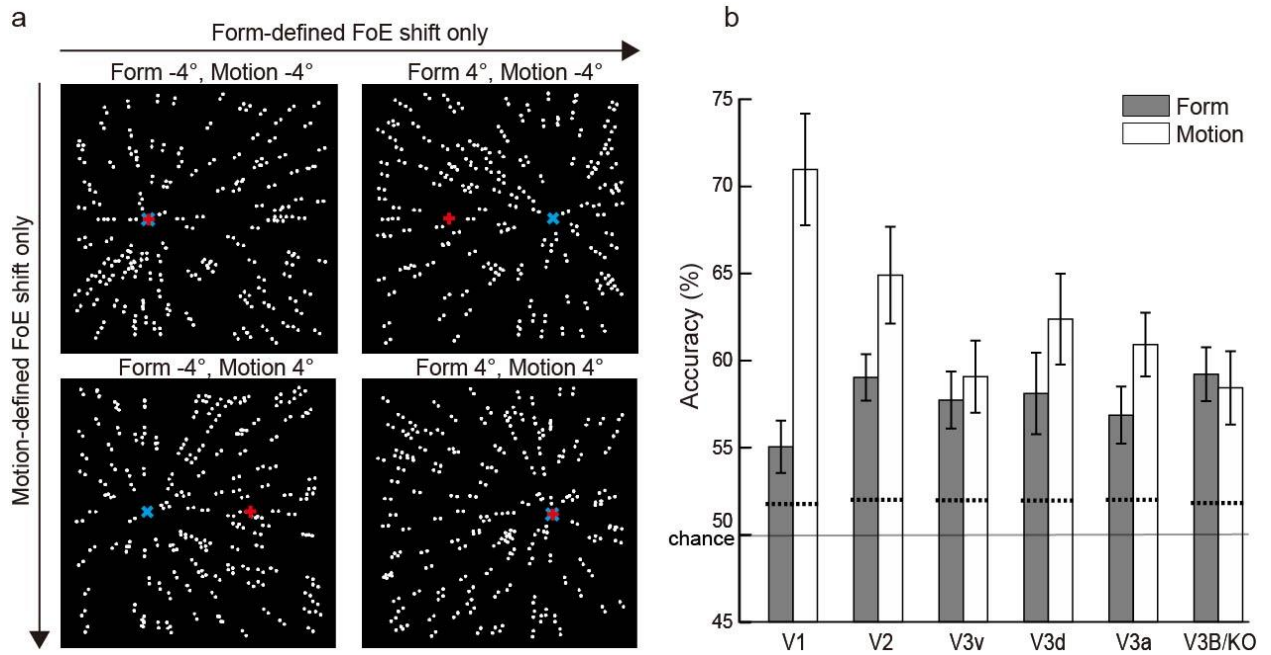 a
Form-defined FoE shift only
Motion-defined FoE shift only
Form -4°, Motion -4°
Form 4°, Motion -4°
Form -4°, Motion 4°
Form 4°, Motion 4°
b
Form
Motion
Accuracy (%)
75
70
65
60
55
50
chance
45
V1
V2
V3v
V3d
V3a
V3B/KO